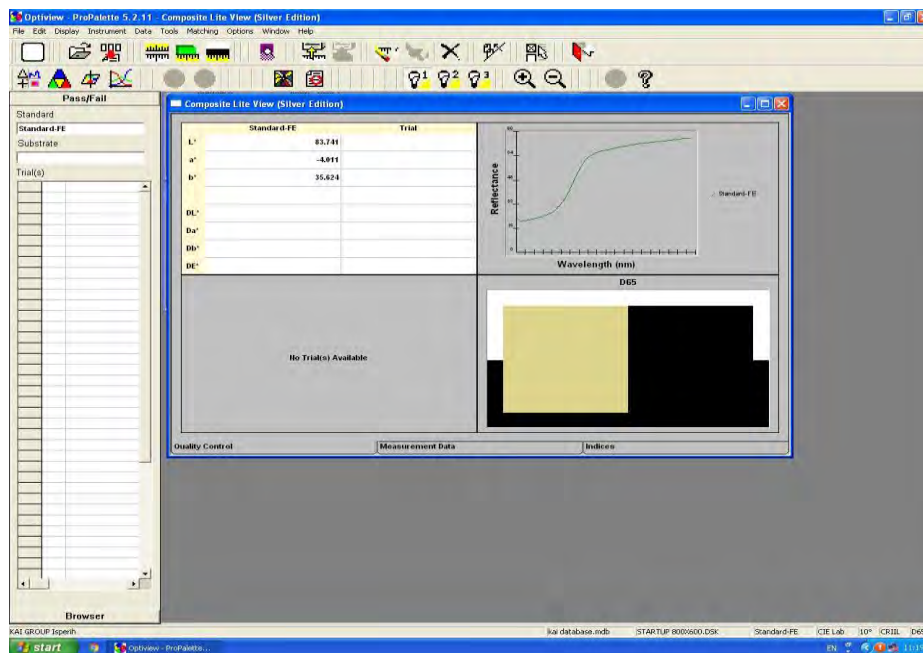 Optiview - ProPalette 5.2.11 - Composite Lite View (Silver Edition)
File Edit Display Instrument Data Tools Matching Options Window Help
1 2 3
Pass/Fail
Standard
Standard-FE
Substrate
Trial(s)
Browser
Composite Lite View (Silver Edition)
Standard-FE Trial
L* 83.741
a* -4.011
b* 35.624
DL*
Da*
Db*
DE*
Reflectance
Wavelength (nm)
Standard-FE
No Trial(s) Available
D65
Quality Control Measurement Data Indices
KAI GROUP Isperih kai database.mdb STARTUP 800X600.DSK Standard-FE CIE Lab 10° CRIIL D65
start Optiview - ProPalette... EN